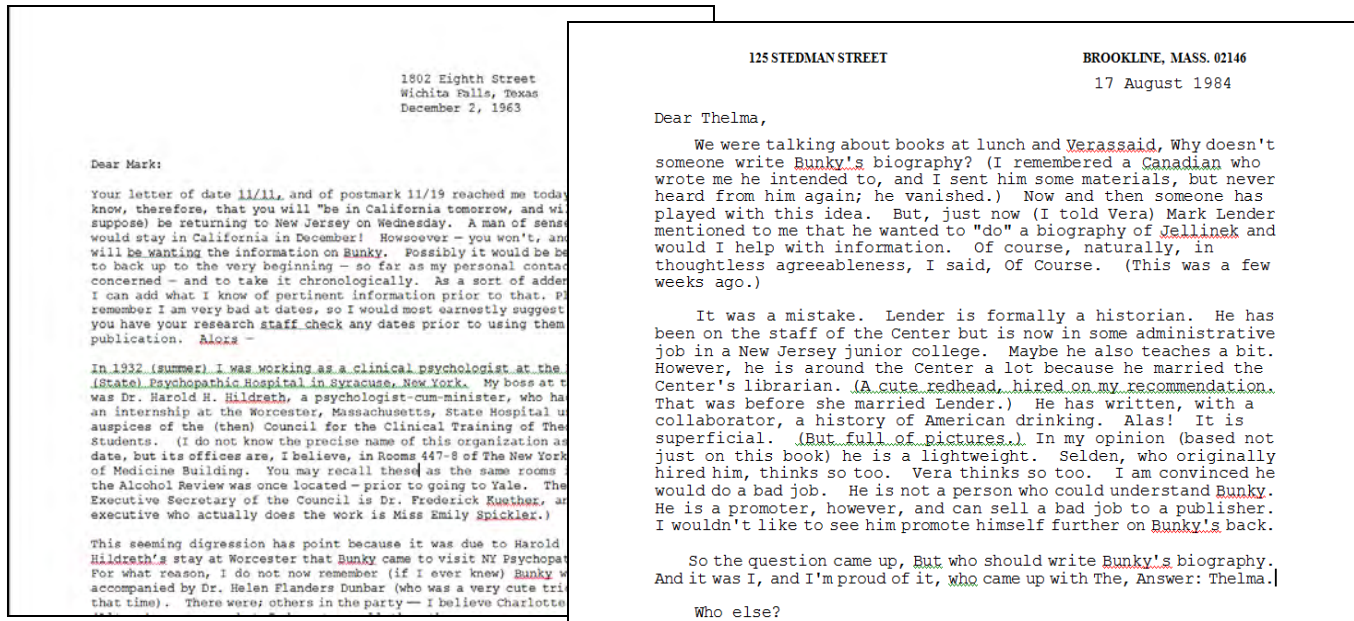 1802 Eighth Street
Wichita Falls, Texas
December 2, 1963
Dear Mark:
Your letter of date 11/11, and of postmark 11/19 reached me today
know, therefore, that you will "be in California tomorrow, and wi
suppose) be returning to New Jersey on Wednesday.  A man of sens
would stay in California in December!  Howsoever — you won't, and
will be wanting the information on Bunky.  Possibly it would be be
to back up to the very beginning — so far as my personal contac
concerned — and to take it chronologically.  As a sort of adden
I can add what I know of pertinent information prior to that. Pl
remember I am very bad at dates, so I would most earnestly suggest
you have your research staff check any dates prior to using them
publication.  Alors —
In 1932 (summer) I was working as a clinical psychologist at the
(State) Psychopathic Hospital in Syracuse, New York.  My boss at t
was Dr. Harold H. Hildreth, a psychologist-cum-minister, who ha
an internship at the Worcester, Massachusetts, State Hospital u
auspices of the (then) Council for the Clinical Training of Theo
Students.  (I do not know the precise name of this organization as
date, but its offices are, I believe, in Rooms 447-8 of The New York
of Medicine Building.  You may recall these as the same rooms
the Alcohol Review was once located — prior to going to Yale.  The
Executive Secretary of the Council is Dr. Frederick Kuether, an
executive who actually does the work is Miss Emily Spickler.)
This seeming digression has point because it was due to Harold
Hildreth's stay at Worcester that Bunky came to visit NY Psychopat
For what reason, I do not now remember (if I ever knew) Bunky w
accompanied by Dr. Helen Flanders Dunbar (who was a very cute tri
that time).  There were; others in the party — I believe Charlotte
125 STEDMAN STREET BROOKLINE, MASS. 02146
17 August 1984
Dear Thelma,
We were talking about books at lunch and Verassaid, Why doesn't
someone write Bunky's biography? (I remembered a Canadian who
wrote me he intended to, and I sent him some materials, but never
heard from him again; he vanished.)  Now and then someone has
played with this idea.  But, just now (I told Vera) Mark Lender
mentioned to me that he wanted to "do" a biography of Jellinek and
would I help with information.  Of course, naturally, in
thoughtless agreeableness, I said, Of Course.  (This was a few
weeks ago.)
It was a mistake.  Lender is formally a historian.  He has
been on the staff of the Center but is now in some administrative
job in a New Jersey junior college.  Maybe he also teaches a bit.
However, he is around the Center a lot because he married the
Center's librarian. (A cute redhead, hired on my recommendation.
That was before she married Lender.)  He has written, with a
collaborator, a history of American drinking.  Alas!  It is
superficial.  (But full of pictures.) In my opinion (based not
just on this book) he is a lightweight.  Selden, who originally
hired him, thinks so too.  Vera thinks so too.  I am convinced he
would do a bad job.  He is not a person who could understand Bunky.
He is a promoter, however, and can sell a bad job to a publisher.
I wouldn't like to see him promote himself further on Bunky's back.
So the question came up, But who should write Bunky's biography.
And it was I, and I'm proud of it, who came up with The, Answer: Thelma.
Who else?